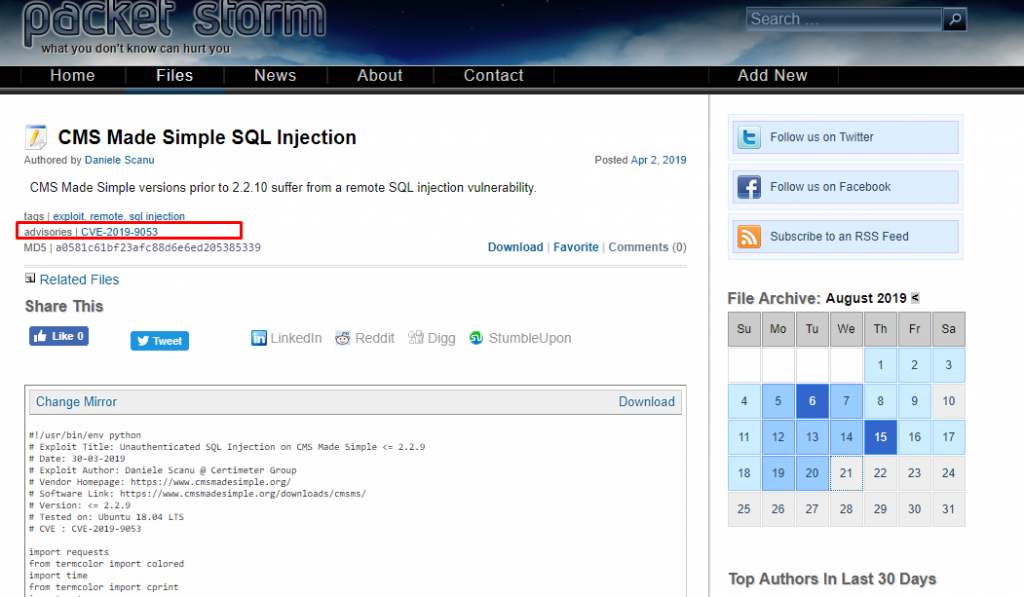 packet storm
what you don't know can hurt you
Search …
Home Files News About Contact Add New
CMS Made Simple SQL Injection
Authored by Daniele Scanu Posted Apr 2, 2019
CMS Made Simple versions prior to 2.2.10 suffer from a remote SQL injection vulnerability.
tags | exploit, remote, sql injection
advisories | CVE-2019-9053
MD5 | a0581c61bf23afc88d6e6ed205385339
Download | Favorite | Comments (0)
Related Files
Share This
Like 0 Tweet LinkedIn Reddit Digg StumbleUpon
Change Mirror Download
#!/usr/bin/env python
# Exploit Title: Unauthenticated SQL Injection on CMS Made Simple <= 2.2.9
# Date: 30-03-2019
# Exploit Author: Daniele Scanu @ Certimeter Group
# Vendor Homepage: https://www.cmsmadesimple.org/
# Software Link: https://www.cmsmadesimple.org/downloads/cmsms/
# Version: <= 2.2.9
# Tested on: Ubuntu 18.04 LTS
# CVE : CVE-2019-9053
import requests
from termcolor import colored
import time
from termcolor import cprint
Follow us on Twitter
Follow us on Facebook
Subscribe to an RSS Feed
File Archive: August 2019 <
Su Mo Tu We Th Fr Sa
1 2 3
4 5 6 7 8 9 10
11 12 13 14 15 16 17
18 19 20 21 22 23 24
25 26 27 28 29 30 31
Top Authors In Last 30 Days